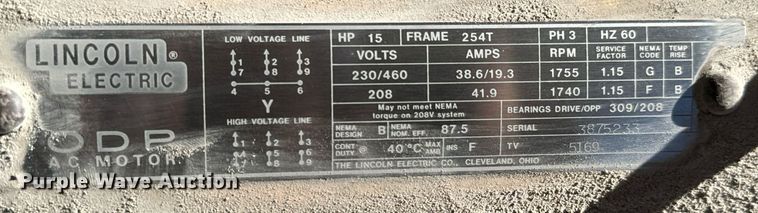 LINCOLN®
ELECTRIC
ODP
AC MOTOR
LOW VOLTAGE LINE
1 2 3
7 8 9
4 5 6
Y
HIGH VOLTAGE LINE
1 2 3
4 5 6
7 8 9
HP 15 FRAME 254T PH 3 HZ 60
VOLTS AMPS RPM SERVICE FACTOR NEMA CODE TEMP RISE
230/460 38.6/19.3 1755 1.15 G B
208 41.9 1740 1.15 F B
May not meet NEMA torque on 208V system BEARINGS DRIVE/OPP 309/208
NEMA DESIGN B NEMA NOM. EFF. 87.5 SERIAL 3875233
CONT DUTY @ 40°C MAX AMB INS F TV 5169
THE LINCOLN ELECTRIC CO., CLEVELAND, OHIO
Purple Wave Auction